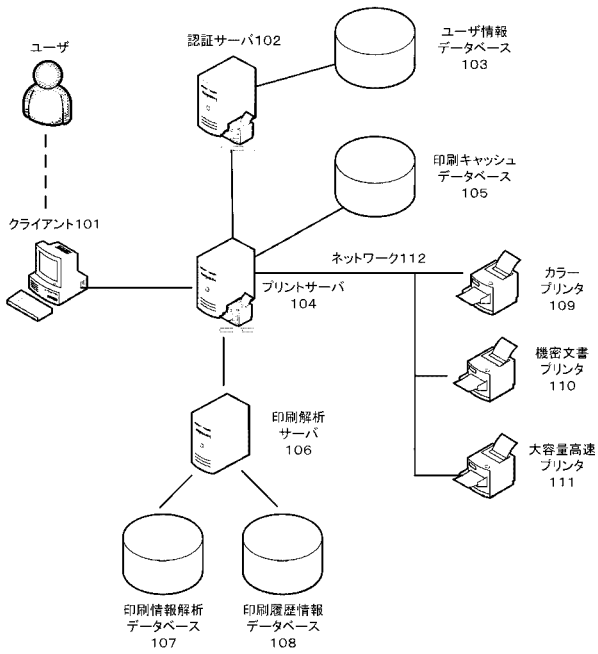 ユーザ
認証サーバ102
ユーザ情報
データベース
103
クライアント101
印刷キャッシュ
データベース
105
プリントサーバ
104
ネットワーク112
カラー
プリンタ
109
機密文書
プリンタ
110
印刷解析
サーバ
106
大容量高速
プリンタ
111
印刷情報解析
データベース
107
印刷履歴情報
データベース
108